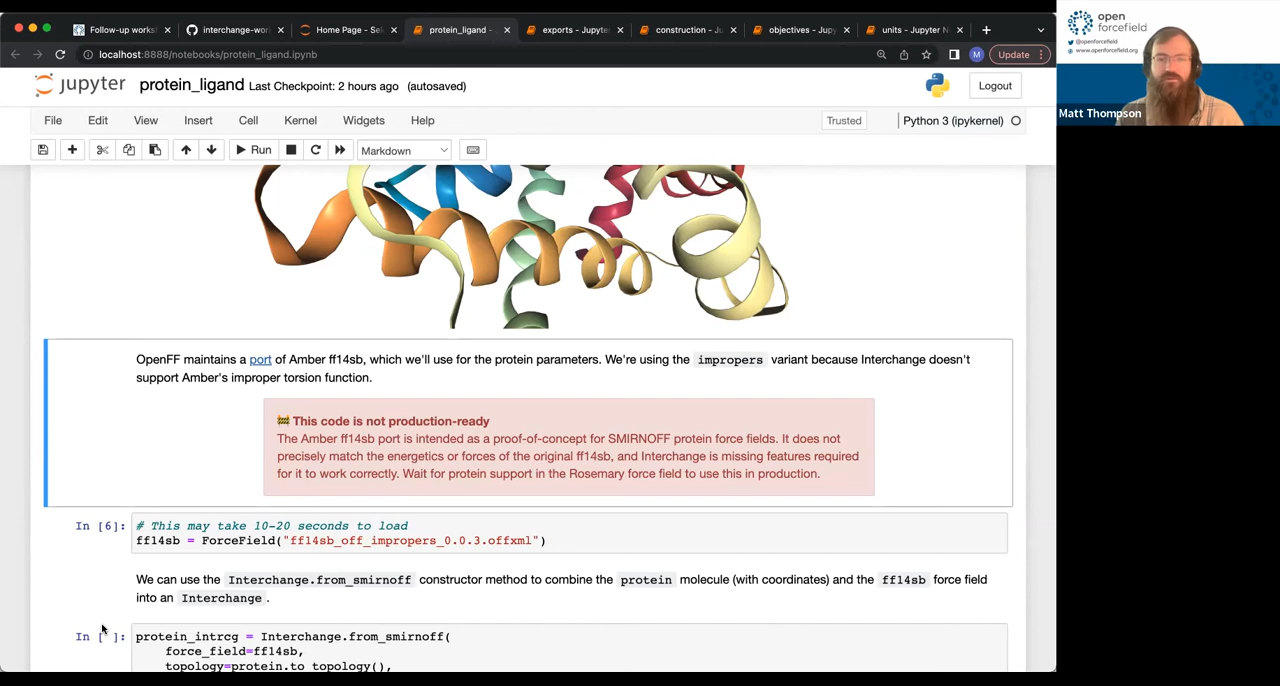 Follow-up works
interchange-wor
Home Page - Sele
protein_ligand -
exports - Jupyte
construction - Ju
objectives - Jup
units - Jupyter N
localhost:8888/notebooks/protein_ligand.ipynb
M
Update
open
forcefield
@openforcefield
www.openforcefield.org
Matt Thompson
jupyter protein_ligand Last Checkpoint: 2 hours ago (autosaved)
Logout
File Edit View Insert Cell Kernel Widgets Help
Trusted
Python 3 (ipykernel)
Run
Markdown
OpenFF maintains a port of Amber ff14sb, which we'll use for the protein parameters. We're using the impropers variant because Interchange doesn't
support Amber's improper torsion function.
🚧 This code is not production-ready
The Amber ff14sb port is intended as a proof-of-concept for SMIRNOFF protein force fields. It does not
precisely match the energetics or forces of the original ff14sb, and Interchange is missing features required
for it to work correctly. Wait for protein support in the Rosemary force field to use this in production.
In [6]: # This may take 10-20 seconds to load
ff14sb = ForceField("ff14sb_off_impropers_0.0.3.offxml")
We can use the Interchange.from_smirnoff constructor method to combine the protein molecule (with coordinates) and the ff14sb force field
into an Interchange .
In [ ]: protein_intrcg = Interchange.from_smirnoff(
force_field=ff14sb,
topology=protein.to_topology(),